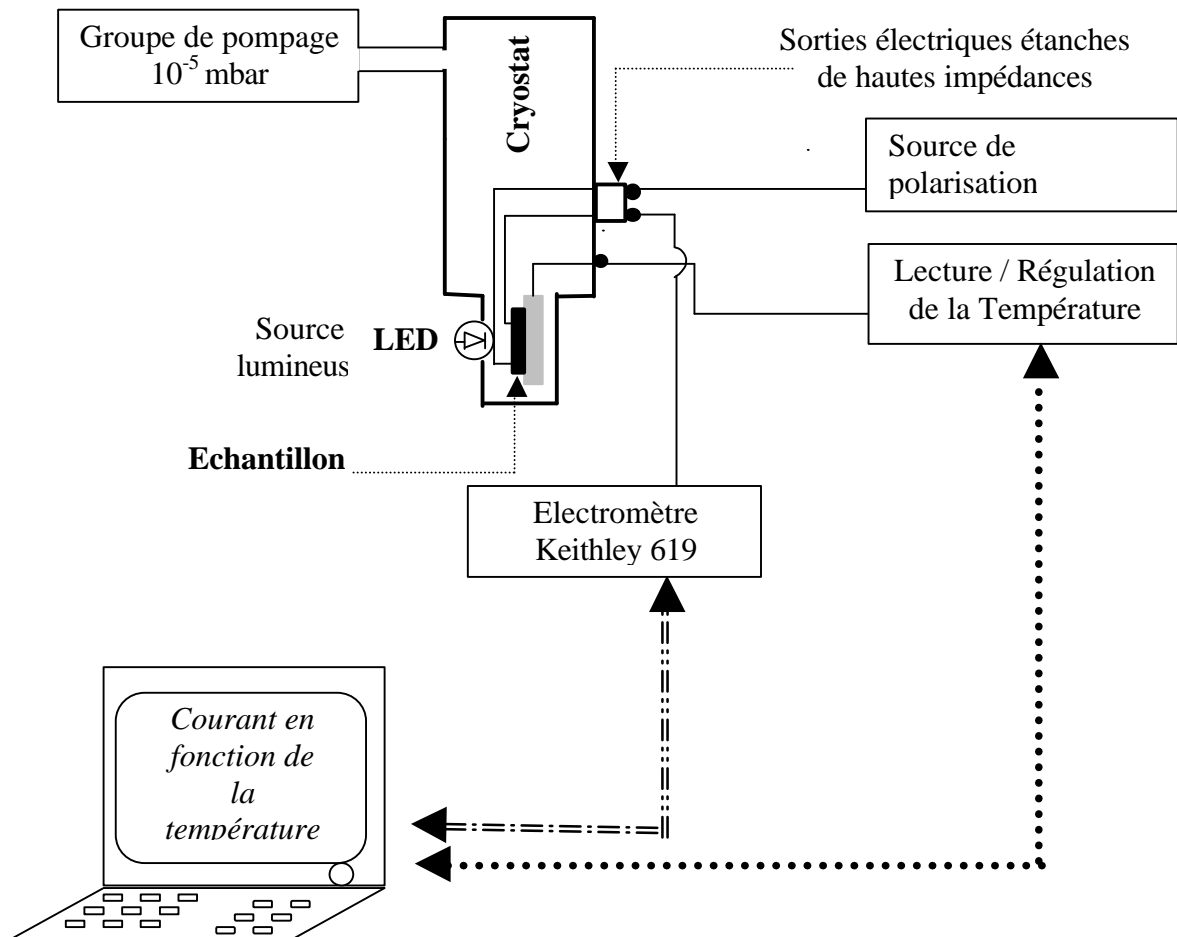 Groupe de pompage
10-5 mbar
Cryostat
Sorties électriques étanches
de hautes impédances
Source de
polarisation
Lecture / Régulation
de la Température
Source
lumineus
LED
Echantillon
Electromètre
Keithley 619
Courant en
fonction de
la
température